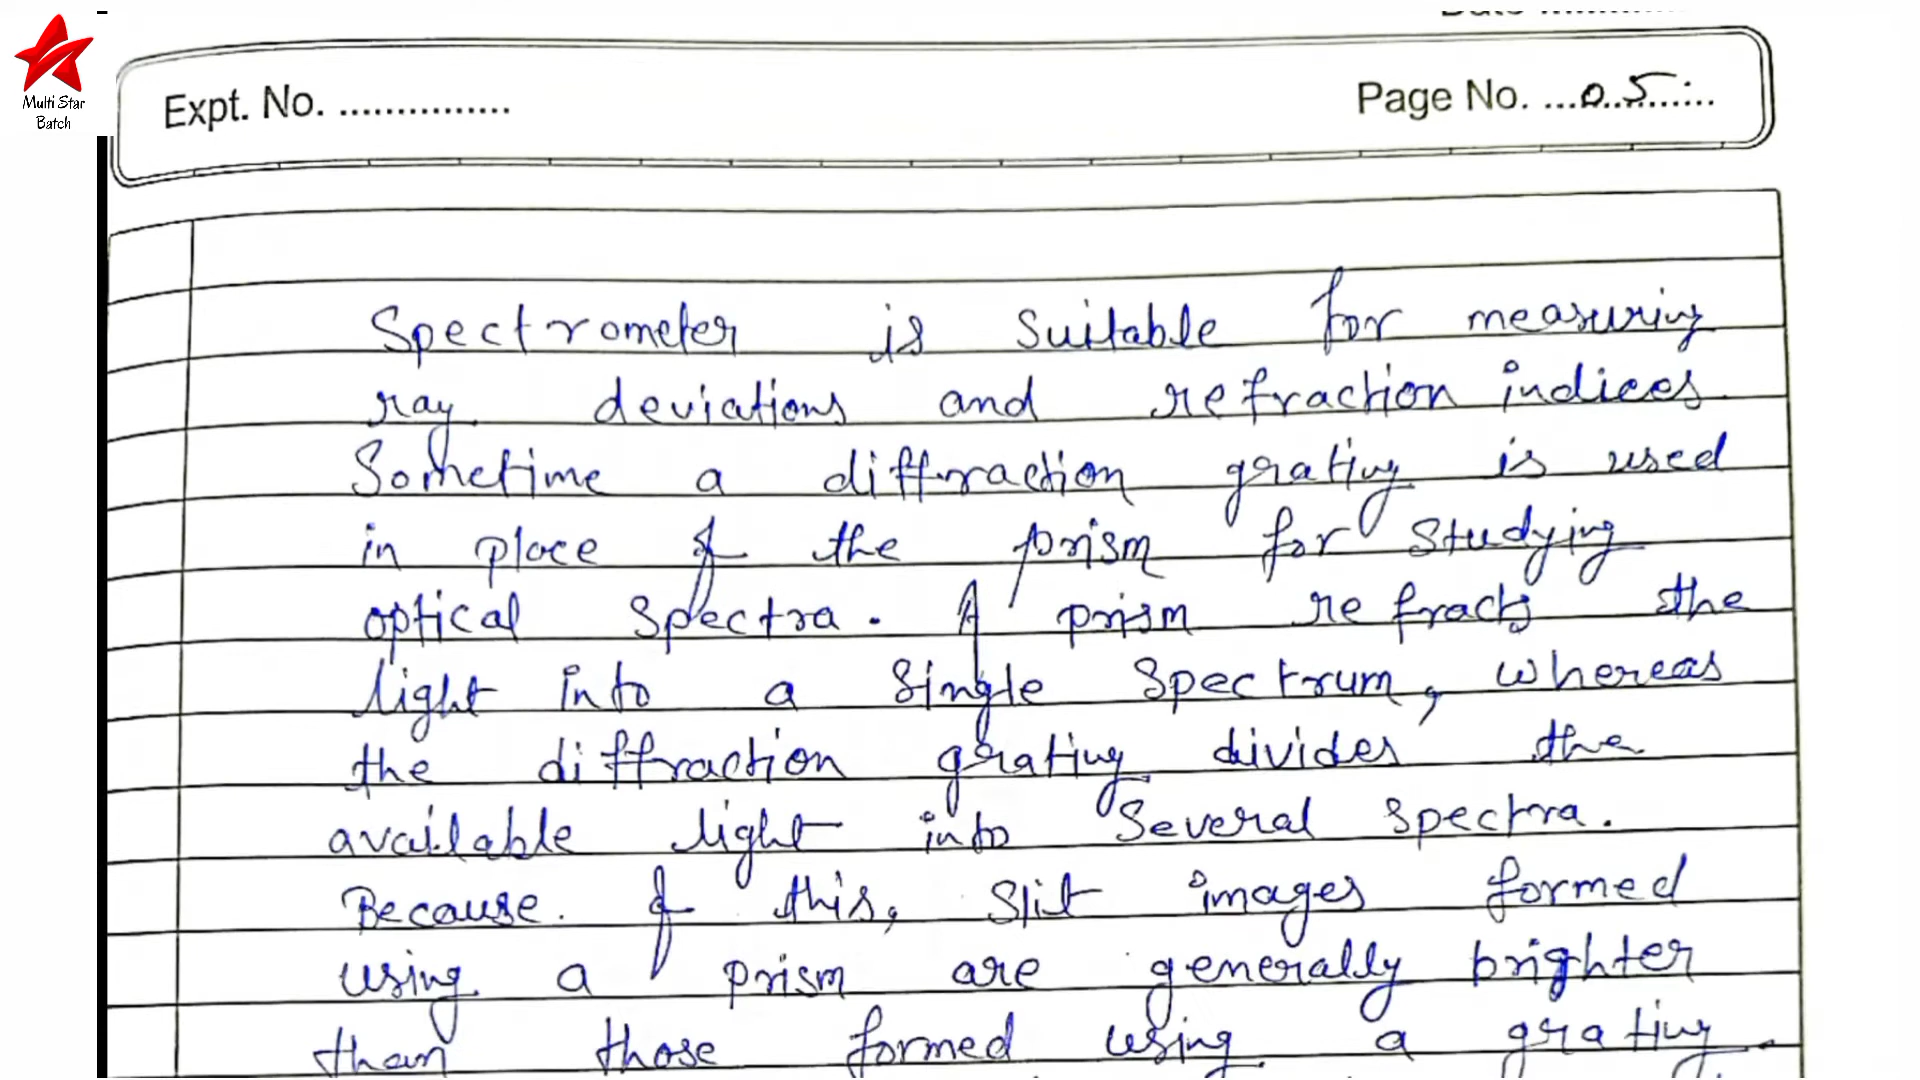 Multi Star
Batch
Expt. No. ...............
Page No. ...05......
Spectrometer is suitable for measuring
ray deviations and refraction indices
Sometime a diffraction grating is used
in place of the prism for studying
optical spectra. A prism refracts the
light into a single spectrum, whereas
the diffraction grating divides the
available light into several spectra.
Because of this, slit images formed
using a prism are generally brighter
than those formed using a grating.